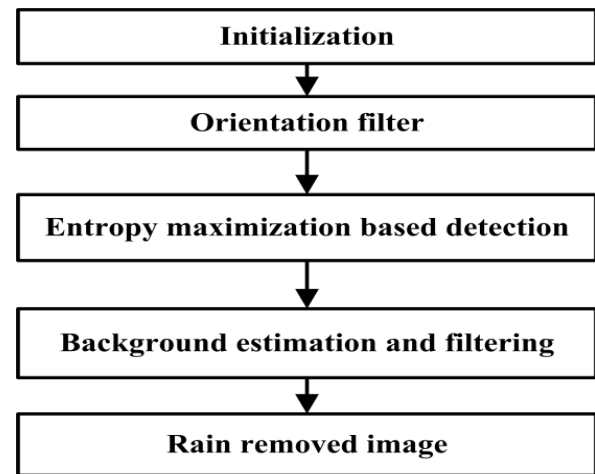 Initialization
Orientation filter
Entropy maximization based detection
Background estimation and filtering
Rain removed image